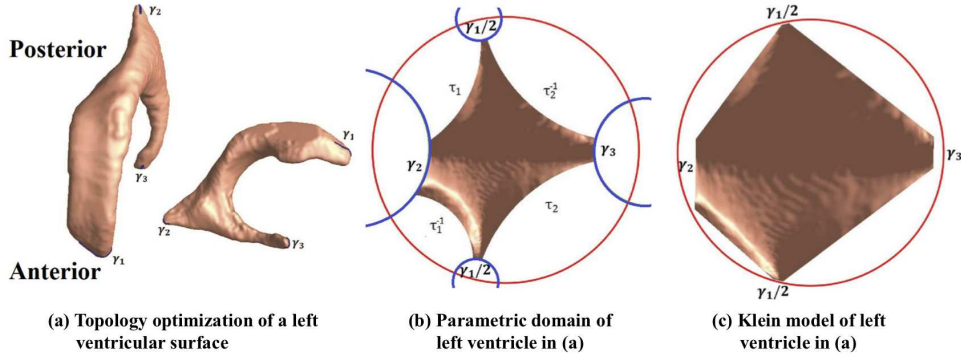 γ₂
Posterior
γ₃
γ₁
Anterior
γ₁
γ₂
γ₃
(a) Topology optimization of a left
ventricular surface
γ₁/2
τ₁
τ₂⁻¹
γ₂
γ₃
τ₁⁻¹
τ₂
γ₁/2
(b) Parametric domain of
left ventricle in (a)
γ₁/2
γ₂
γ₃
γ₁/2
(c) Klein model of left
ventricle in (a)